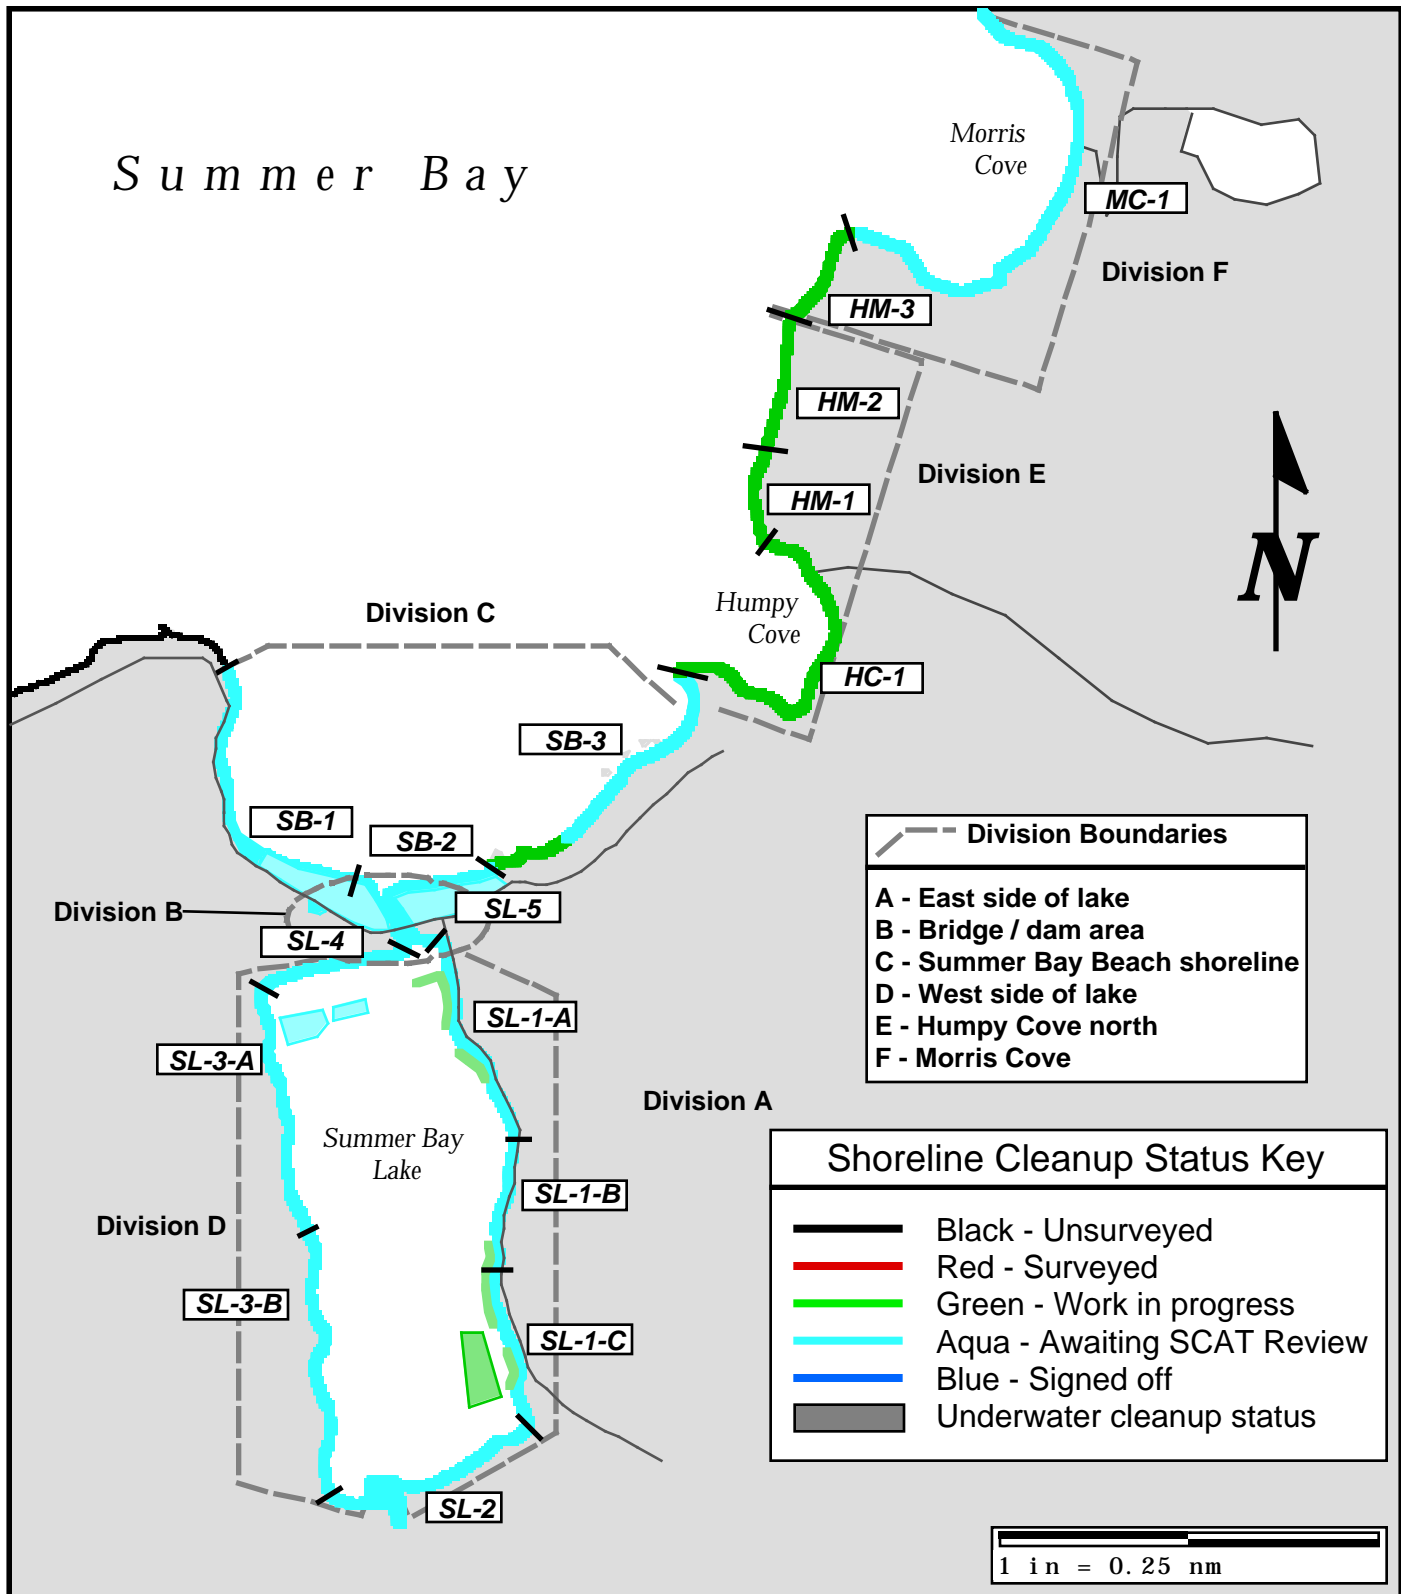 Summer Bay
Morris
Cove
MC-1
Division F
HM-3
HM-2
Division E
HM-1
Humpy
Cove
Division C
HC-1
N
SB-3
SB-1
SB-2
Division B
SL-5
SL-4
SL-1-A
SL-3-A
Division A
Summer Bay
Lake
SL-1-B
Division D
SL-3-B
SL-1-C
SL-2
Division Boundaries
A - East side of lake
B - Bridge / dam area
C - Summer Bay Beach shoreline
D - West side of lake
E - Humpy Cove north
F - Morris Cove
Shoreline Cleanup Status Key
Black - Unsurveyed
Red - Surveyed
Green - Work in progress
Aqua - Awaiting SCAT Review
Blue - Signed off
Underwater cleanup status
1 in = 0.25 nm